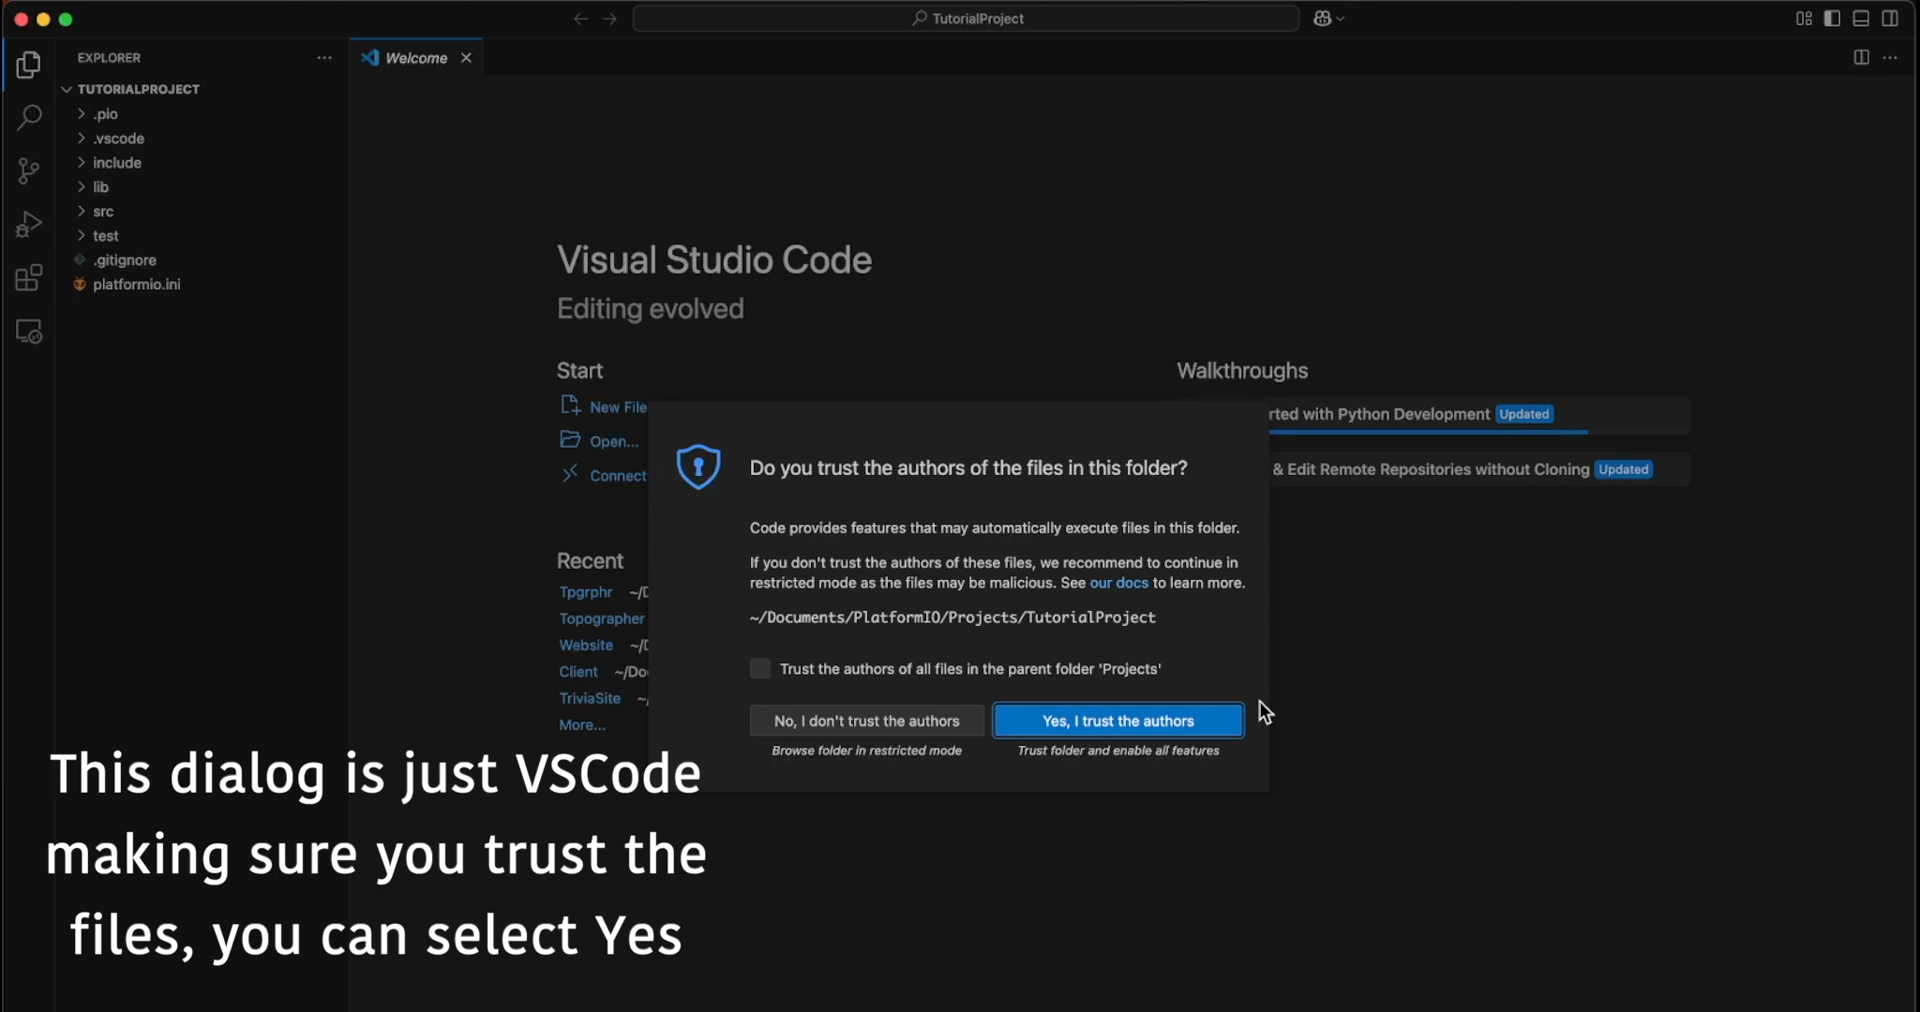 TutorialProject
EXPLORER
Welcome
TUTORIALPROJECT
.pio
.vscode
include
lib
src
test
.gitignore
platformio.ini
Visual Studio Code
Editing evolved
Start
New File
Open...
Connect
Recent
Tpgrphr ~/D
Topographer
Website ~/D
Client ~/Do
TriviaSite ~/
More...
Walkthroughs
rted with Python Development Updated
& Edit Remote Repositories without Cloning Updated
Do you trust the authors of the files in this folder?
Code provides features that may automatically execute files in this folder.
If you don't trust the authors of these files, we recommend to continue in
restricted mode as the files may be malicious. See our docs to learn more.
~/Documents/PlatformIO/Projects/TutorialProject
Trust the authors of all files in the parent folder 'Projects'
No, I don't trust the authors
Browse folder in restricted mode
Yes, I trust the authors
Trust folder and enable all features
This dialog is just VSCode
making sure you trust the
files, you can select Yes